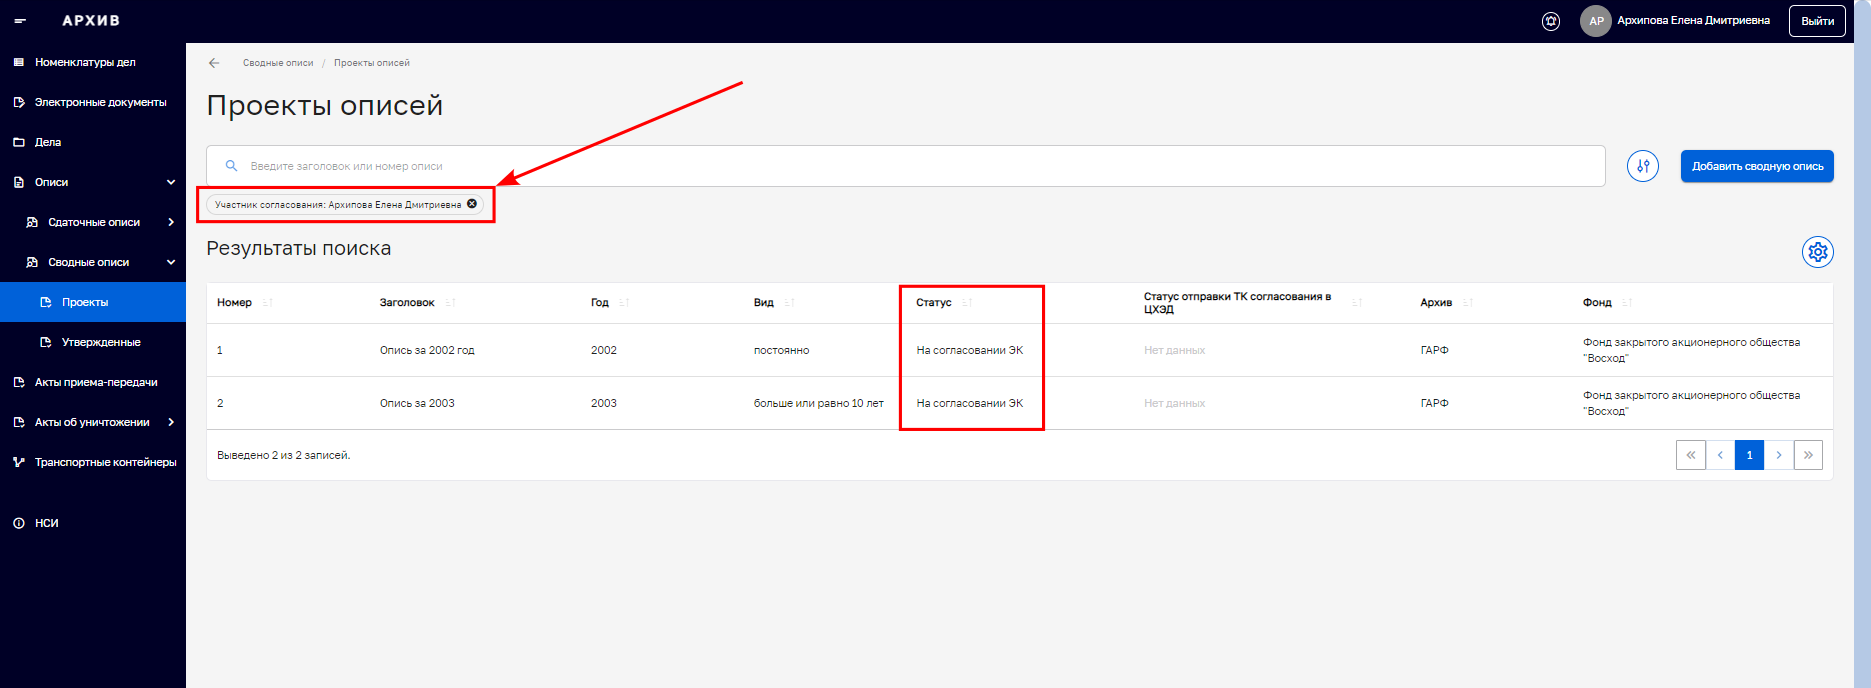 АРХИВ
АР
Архипова Елена Дмитриевна
Выйти
Номенклатуры дел
Электронные документы
Дела
Описи
Сдаточные описи
Сводные описи
Проекты
Утвержденные
Акты приема-передачи
Акты об уничтожении
Транспортные контейнеры
НСИ
Сводные описи / Проекты описей
Проекты описей
Введите заголовок или номер описи
Добавить сводную опись
Участник согласования: Архипова Елена Дмитриевна
Результаты поиска
Номер Заголовок Год Вид Статус Статус отправки ТК согласования в ЦХЭД Архив Фонд
1 Опись за 2002 год 2002 постоянно На согласовании ЭК Нет данных ГАРФ Фонд закрытого акционерного общества "Восход"
2 Опись за 2003 2003 больше или равно 10 лет На согласовании ЭК Нет данных ГАРФ Фонд закрытого акционерного общества "Восход"
Выведено 2 из 2 записей.
« ‹ 1 › »